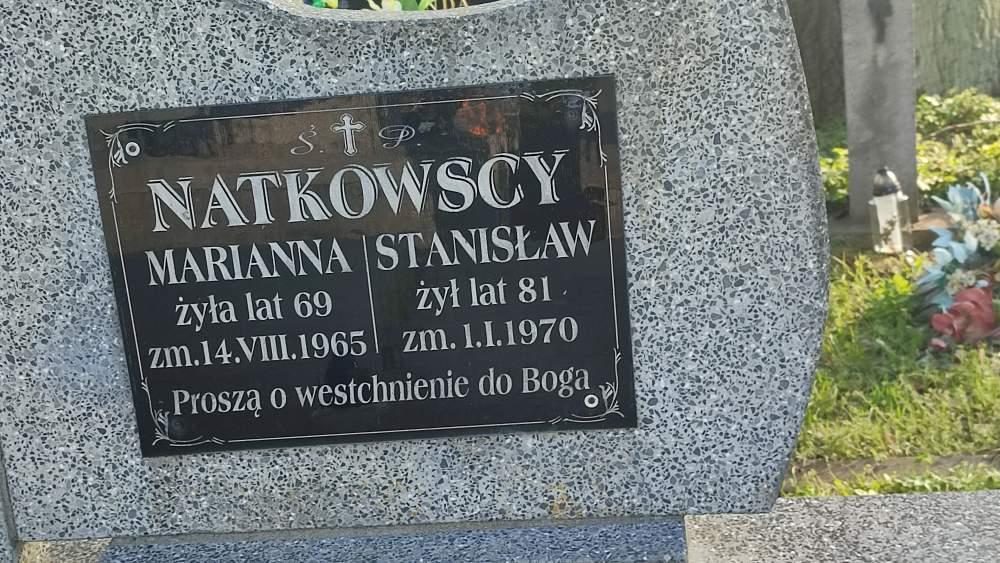 Ś. P.
NATKOWSCY
MARIANNA STANISŁAW
żyła lat 69 żył lat 81
zm. 14.VIII.1965 zm. 1.I.1970
Proszą o westchnienie do Boga